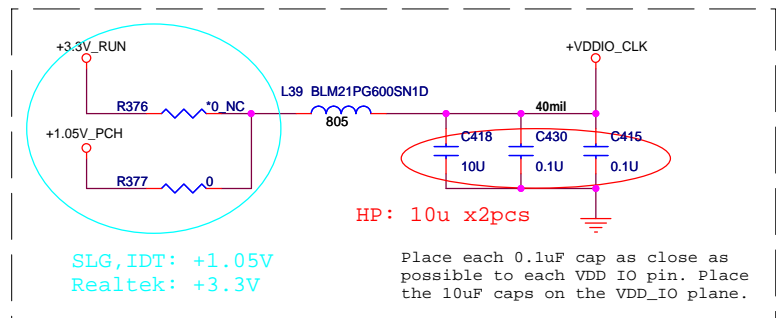 +3.3V_RUN
+VDDIO_CLK
L39 BLM21PG600SN1D
R376
*0_NC
805
40mil
+1.05V_PCH
C418
C430
C415
10U
0.1U
0.1U
R377
0
HP: 10u x2pcs
SLG,IDT: +1.05V
Realtek: +3.3V
Place each 0.1uF cap as close as
possible to each VDD IO pin. Place
the 10uF caps on the VDD_IO plane.